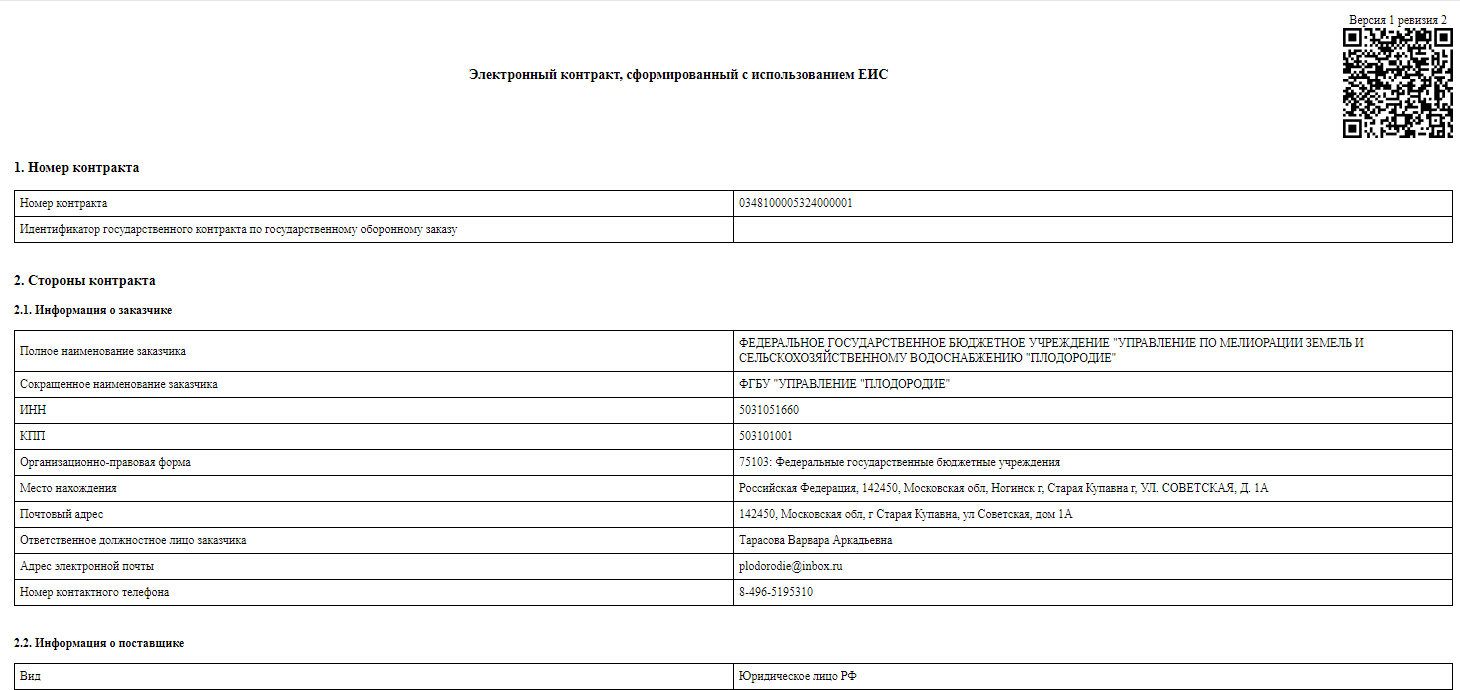 Версия 1 ревизия 2
Электронный контракт, сформированный с использованием ЕИС
1. Номер контракта
Номер контракта 0348100005324000001
Идентификатор государственного контракта по государственному оборонному заказу
2. Стороны контракта
2.1. Информация о заказчике
Полное наименование заказчика
ФЕДЕРАЛЬНОЕ ГОСУДАРСТВЕННОЕ БЮДЖЕТНОЕ УЧРЕЖДЕНИЕ "УПРАВЛЕНИЕ ПО МЕЛИОРАЦИИ ЗЕМЕЛЬ И
СЕЛЬСКОХОЗЯЙСТВЕННОМУ ВОДОСНАБЖЕНИЮ "ПЛОДОРОДИЕ"
Сокращенное наименование заказчика ФГБУ "УПРАВЛЕНИЕ "ПЛОДОРОДИЕ"
ИНН 5031051660
КПП 503101001
Организационно-правовая форма 75103: Федеральные государственные бюджетные учреждения
Место нахождения Российская Федерация, 142450, Московская обл, Ногинск г, Старая Купавна г, УЛ. СОВЕТСКАЯ, Д. 1А
Почтовый адрес 142450, Московская обл, г Старая Купавна, ул Советская, дом 1А
Ответственное должностное лицо заказчика Тарасова Варвара Аркадьевна
Адрес электронной почты plodorodie@inbox.ru
Номер контактного телефона 8-496-5195310
2.2. Информация о поставщике
Вид Юридическое лицо РФ